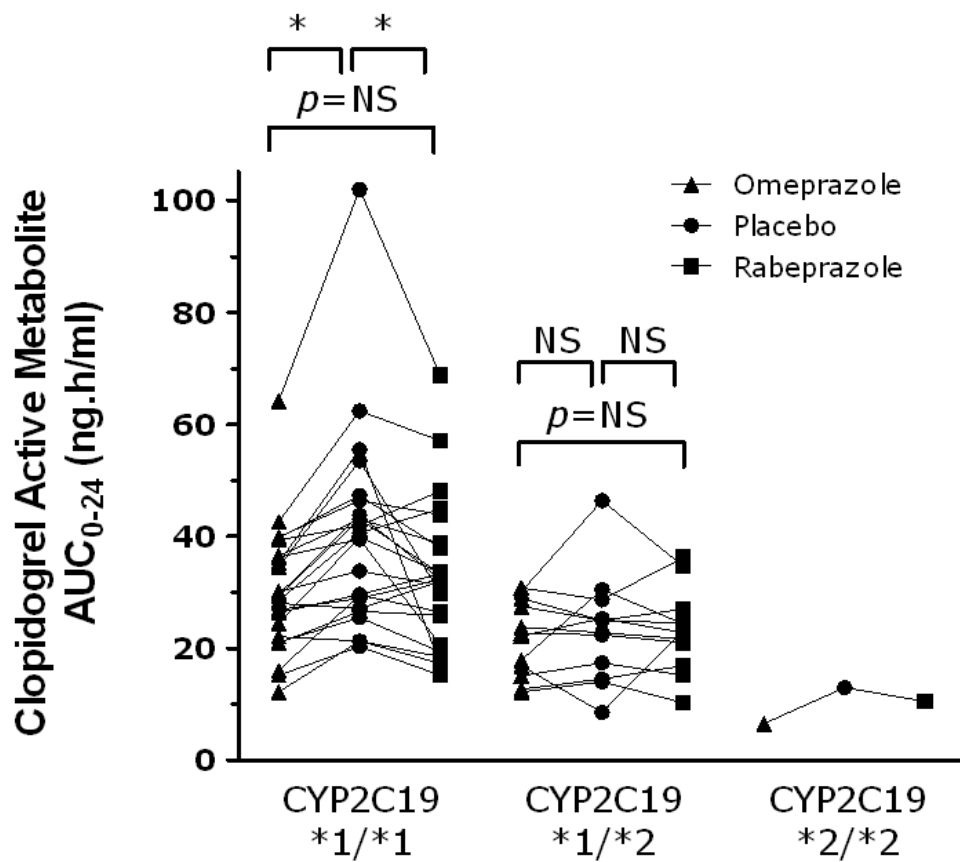 * *
p=NS
Clopidogrel Active Metabolite
AUC0-24 (ng.h/ml)
100
80
60
40
20
0
Omeprazole
Placebo
Rabeprazole
NS NS
p=NS
CYP2C19 CYP2C19 CYP2C19
*1/*1 *1/*2 *2/*2